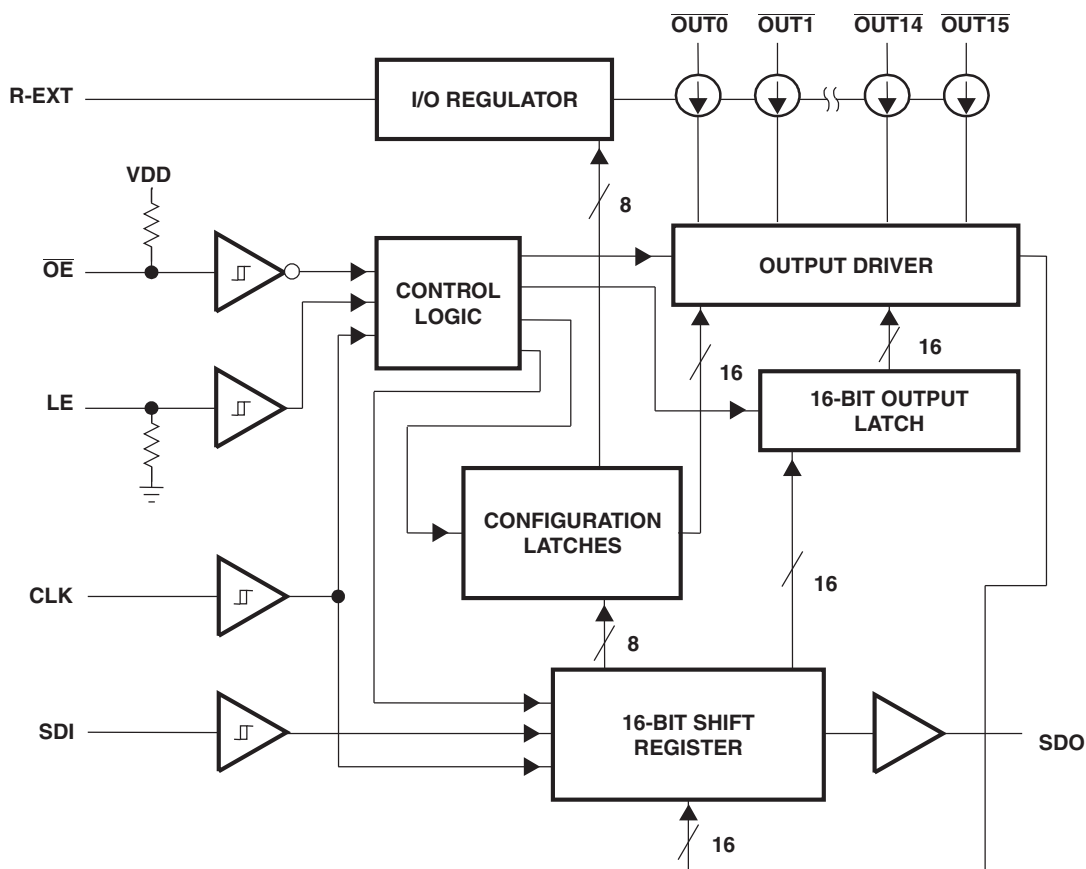 OUT0 OUT1 OUT14 OUT15
R-EXT
I/O REGULATOR
VDD
8
OE
CONTROL
LOGIC
OUTPUT DRIVER
16
16
LE
16-BIT OUTPUT
LATCH
CONFIGURATION
LATCHES
16
CLK
8
SDI
16-BIT SHIFT
REGISTER
SDO
16